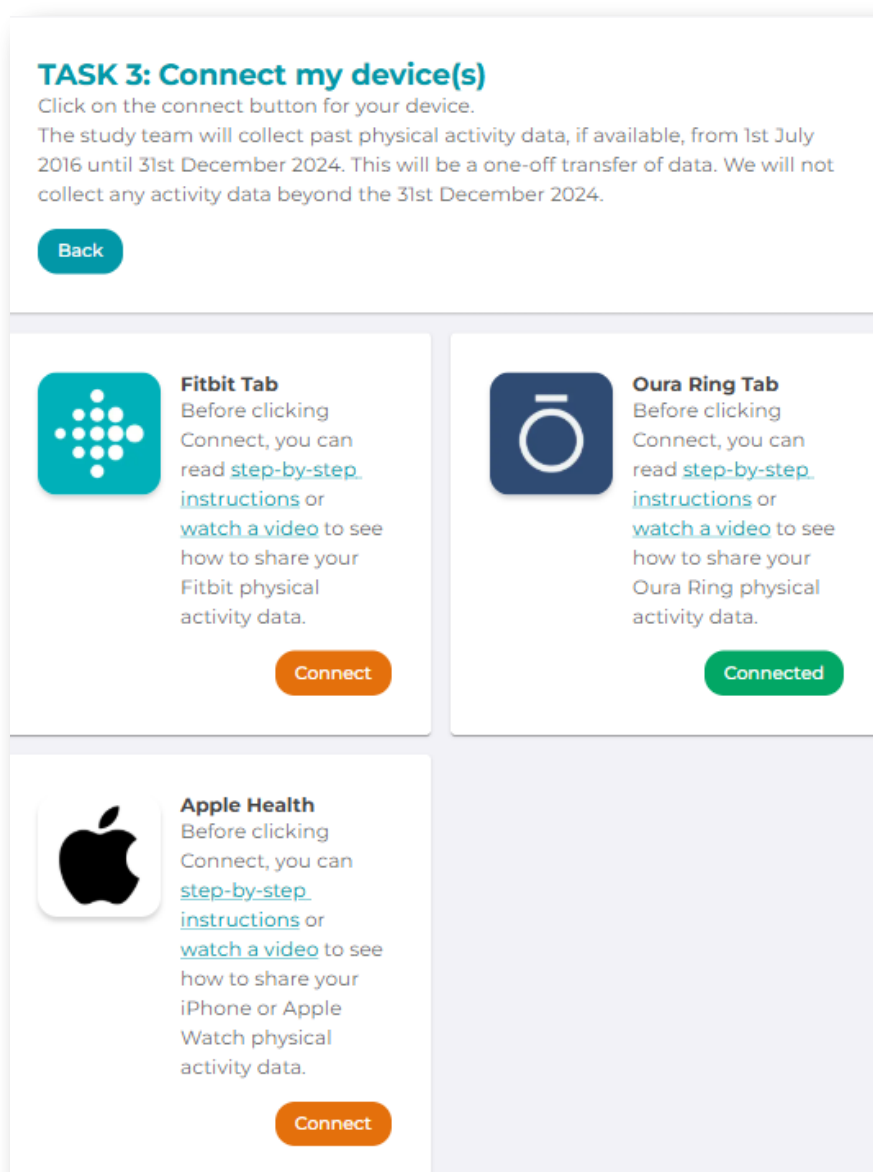 TASK 3: Connect my device(s)
Click on the connect button for your device.
The study team will collect past physical activity data, if available, from 1st July
2016 until 31st December 2024. This will be a one-off transfer of data. We will not
collect any activity data beyond the 31st December 2024.
Back
Fitbit Tab
Before clicking
Connect, you can
read step-by-step
instructions or
watch a video to see
how to share your
Fitbit physical
activity data.
Connect
Oura Ring Tab
Before clicking
Connect, you can
read step-by-step
instructions or
watch a video to see
how to share your
Oura Ring physical
activity data.
Connected
Apple Health
Before clicking
Connect, you can
step-by-step
instructions or
watch a video to see
how to share your
iPhone or Apple
Watch physical
activity data.
Connect